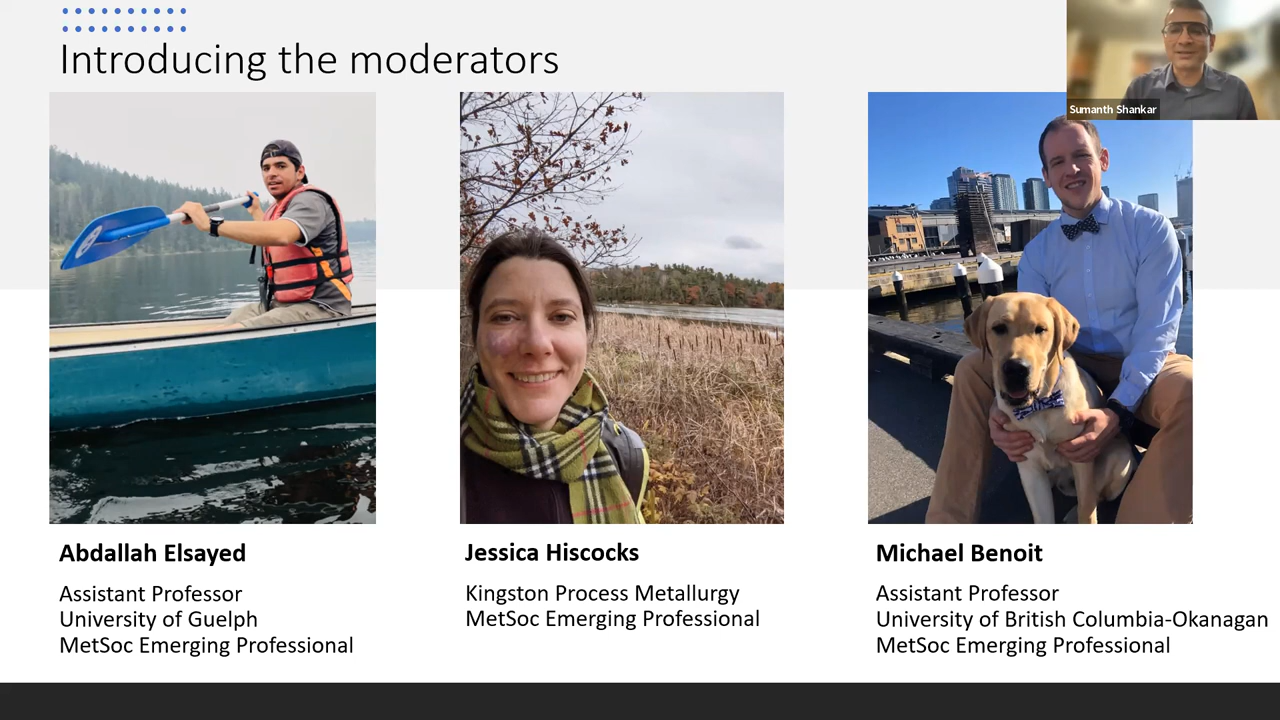 Introducing the moderators
Sumanth Shankar
Abdallah Elsayed
Assistant Professor
University of Guelph
MetSoc Emerging Professional
Jessica Hiscocks
Kingston Process Metallurgy
MetSoc Emerging Professional
Michael Benoit
Assistant Professor
University of British Columbia-Okanagan
MetSoc Emerging Professional